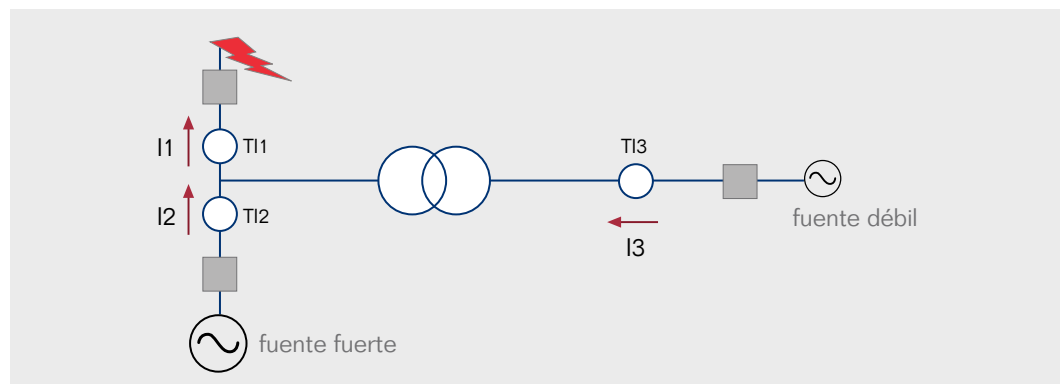 I1
TI1
TI3
I2
TI2
I3
fuente débil
fuente fuerte